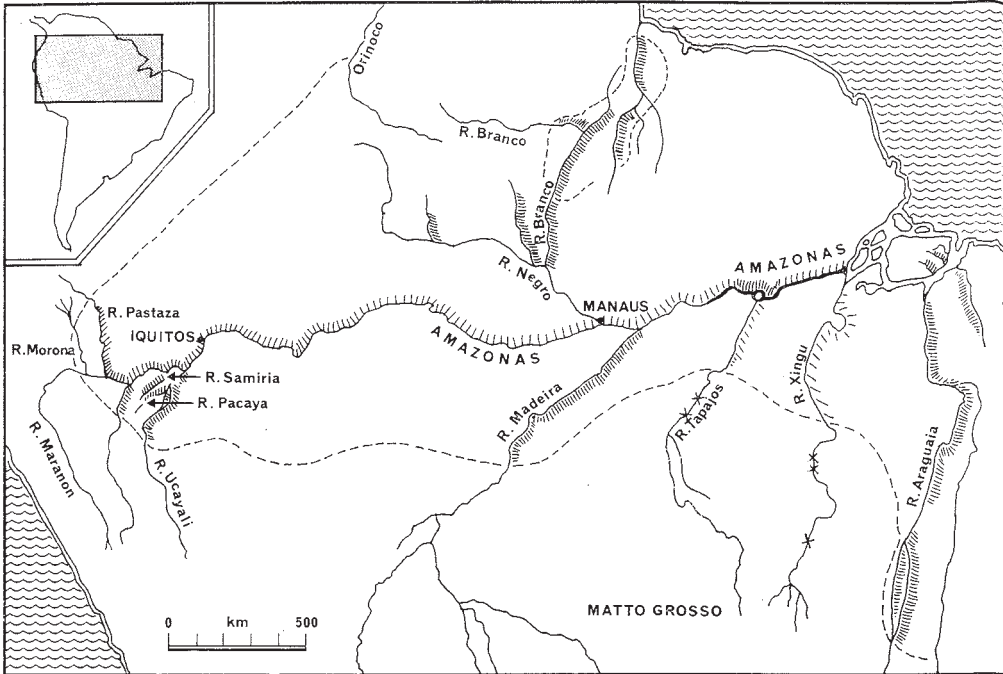 Orinoco
R. Branco
R. Branco
R. Negro
AMAZONAS
MANAUS
R. Pastaza
IQUITOS
AMAZONAS
R. Morona
R. Samiria
R. Pacaya
R. Xingu
R. Madeira
R. Tapajos
R. Maranon
R. Ucayali
R. Araguaia
MATTO GROSSO
0 km 500